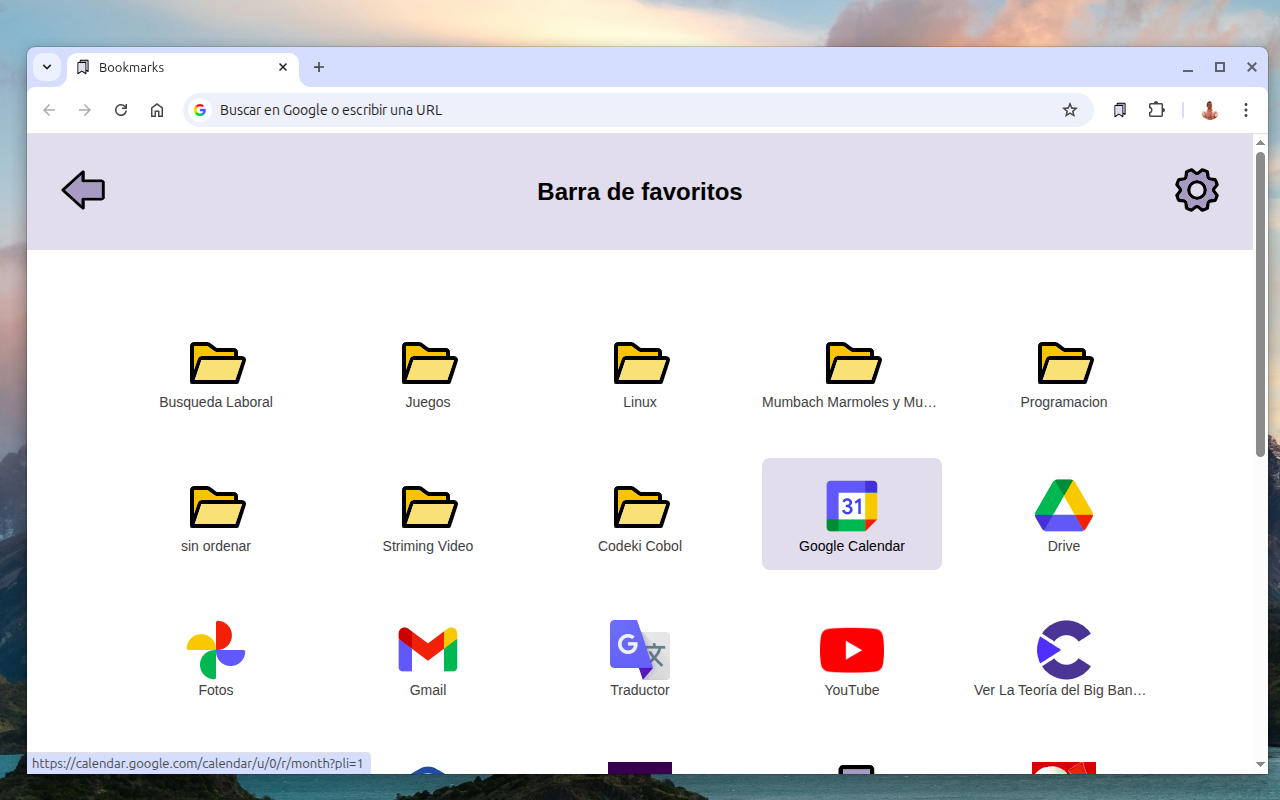 Bookmarks
Buscar en Google o escribir una URL
Barra de favoritos
Busqueda Laboral
Juegos
Linux
Mumbach Marmoles y Mu…
Programacion
sin ordenar
Striming Video
Codeki Cobol
31
Google Calendar
Drive
Fotos
Gmail
G 文
Traductor
YouTube
Ver La Teoría del Big Ban…
https://calendar.google.com/calendar/u/0/r/month?pli=1